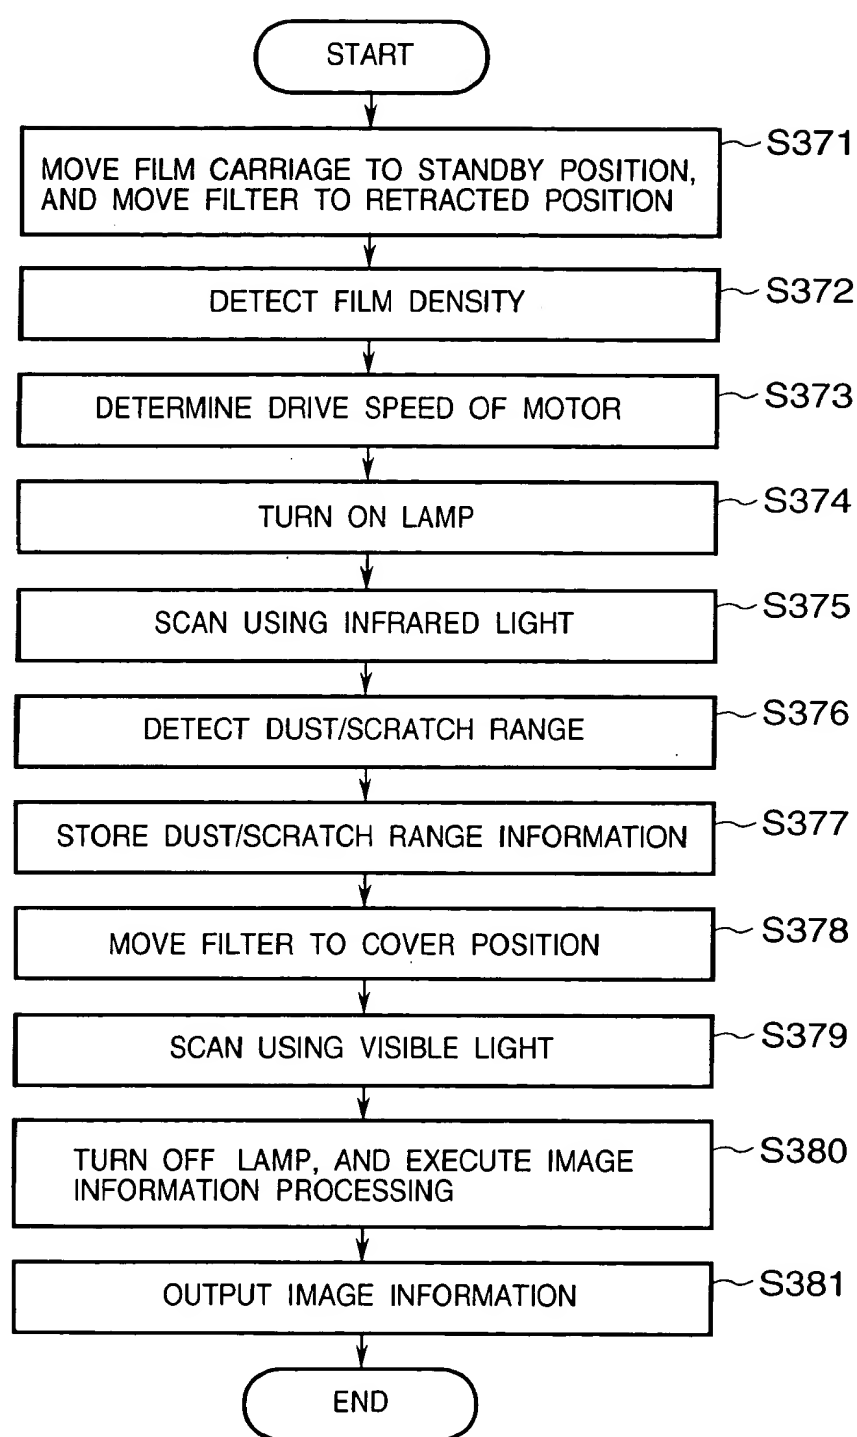 START
MOVE FILM CARRIAGE TO STANDBY POSITION,
AND MOVE FILTER TO RETRACTED POSITION
S371
DETECT FILM DENSITY
S372
DETERMINE DRIVE SPEED OF MOTOR
S373
TURN ON LAMP
S374
SCAN USING INFRARED LIGHT
S375
DETECT DUST/SCRATCH RANGE
S376
STORE DUST/SCRATCH RANGE INFORMATION
S377
MOVE FILTER TO COVER POSITION
S378
SCAN USING VISIBLE LIGHT
S379
TURN OFF LAMP, AND EXECUTE IMAGE
INFORMATION PROCESSING
S380
OUTPUT IMAGE INFORMATION
S381
END